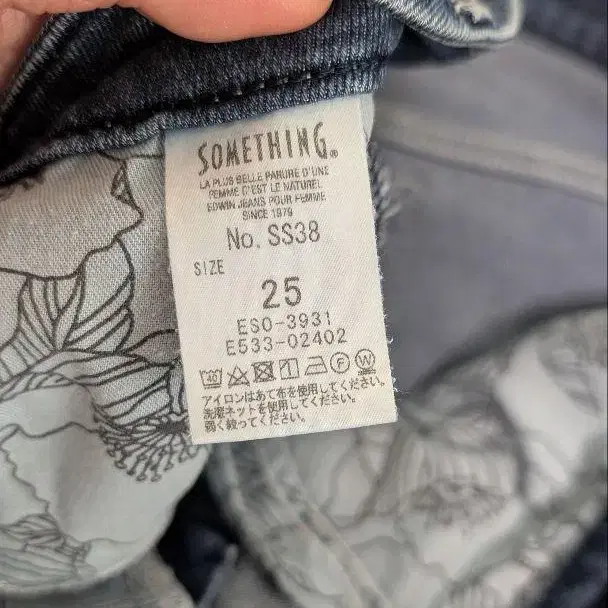 SOMETHING®
LA PLUS BELLE PARURE D'UNE
FEMME C'EST LE NATUREL
EDWIN JEANS POUR FEMME
SINCE 1979
No. SS38
SIZE
25
ES0-3931
E533-02402
40 F W
アイロンはあて布を使用してください。
洗濯ネットを使用してください。
弱く絞ってください。